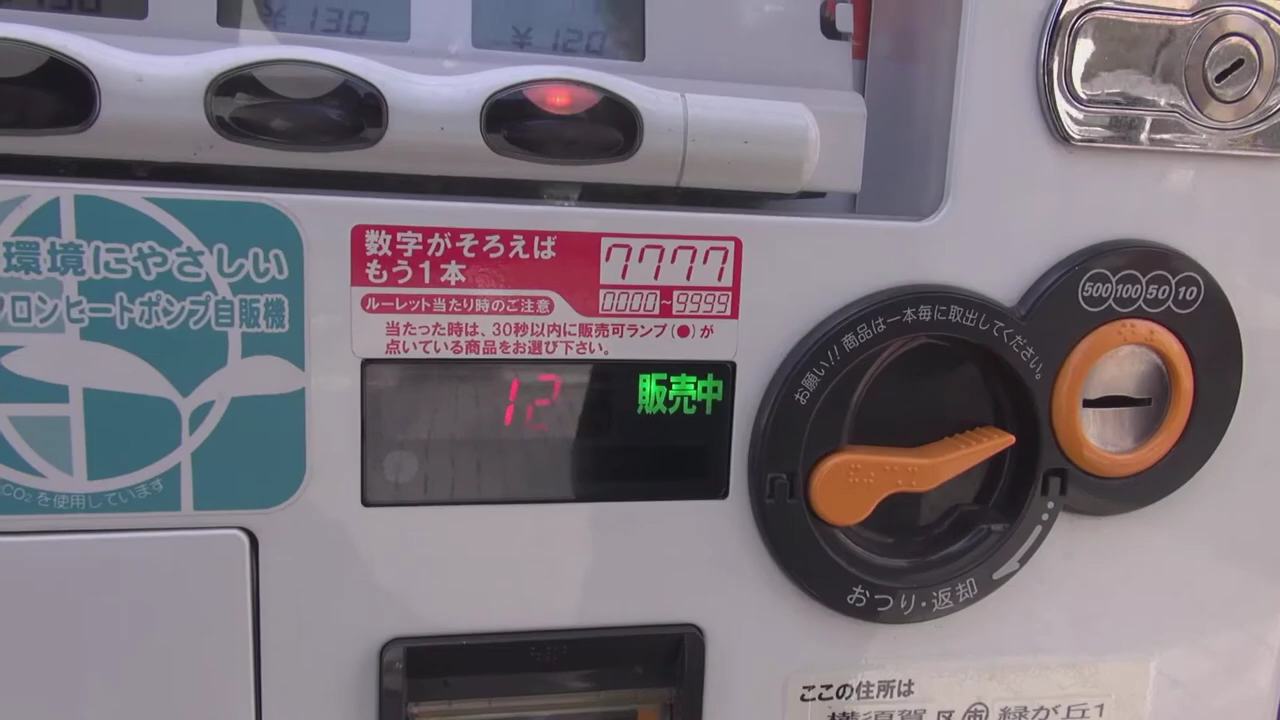 ¥ 130
¥ 120
環境にやさしい
フロンヒートポンプ自販機
CO₂を使用しています
数字がそろえば
もう1本
7777
ルーレット当たり時のご注意
0000~9999
当たった時は、30秒以内に販売可ランプ(●)が
点いている商品をお選び下さい。
12
販売中
お願い!! 商品は一本毎に取出してください。
500 100 50 10
おつり・返却
ここの住所は
横須賀 区 市 緑が丘1